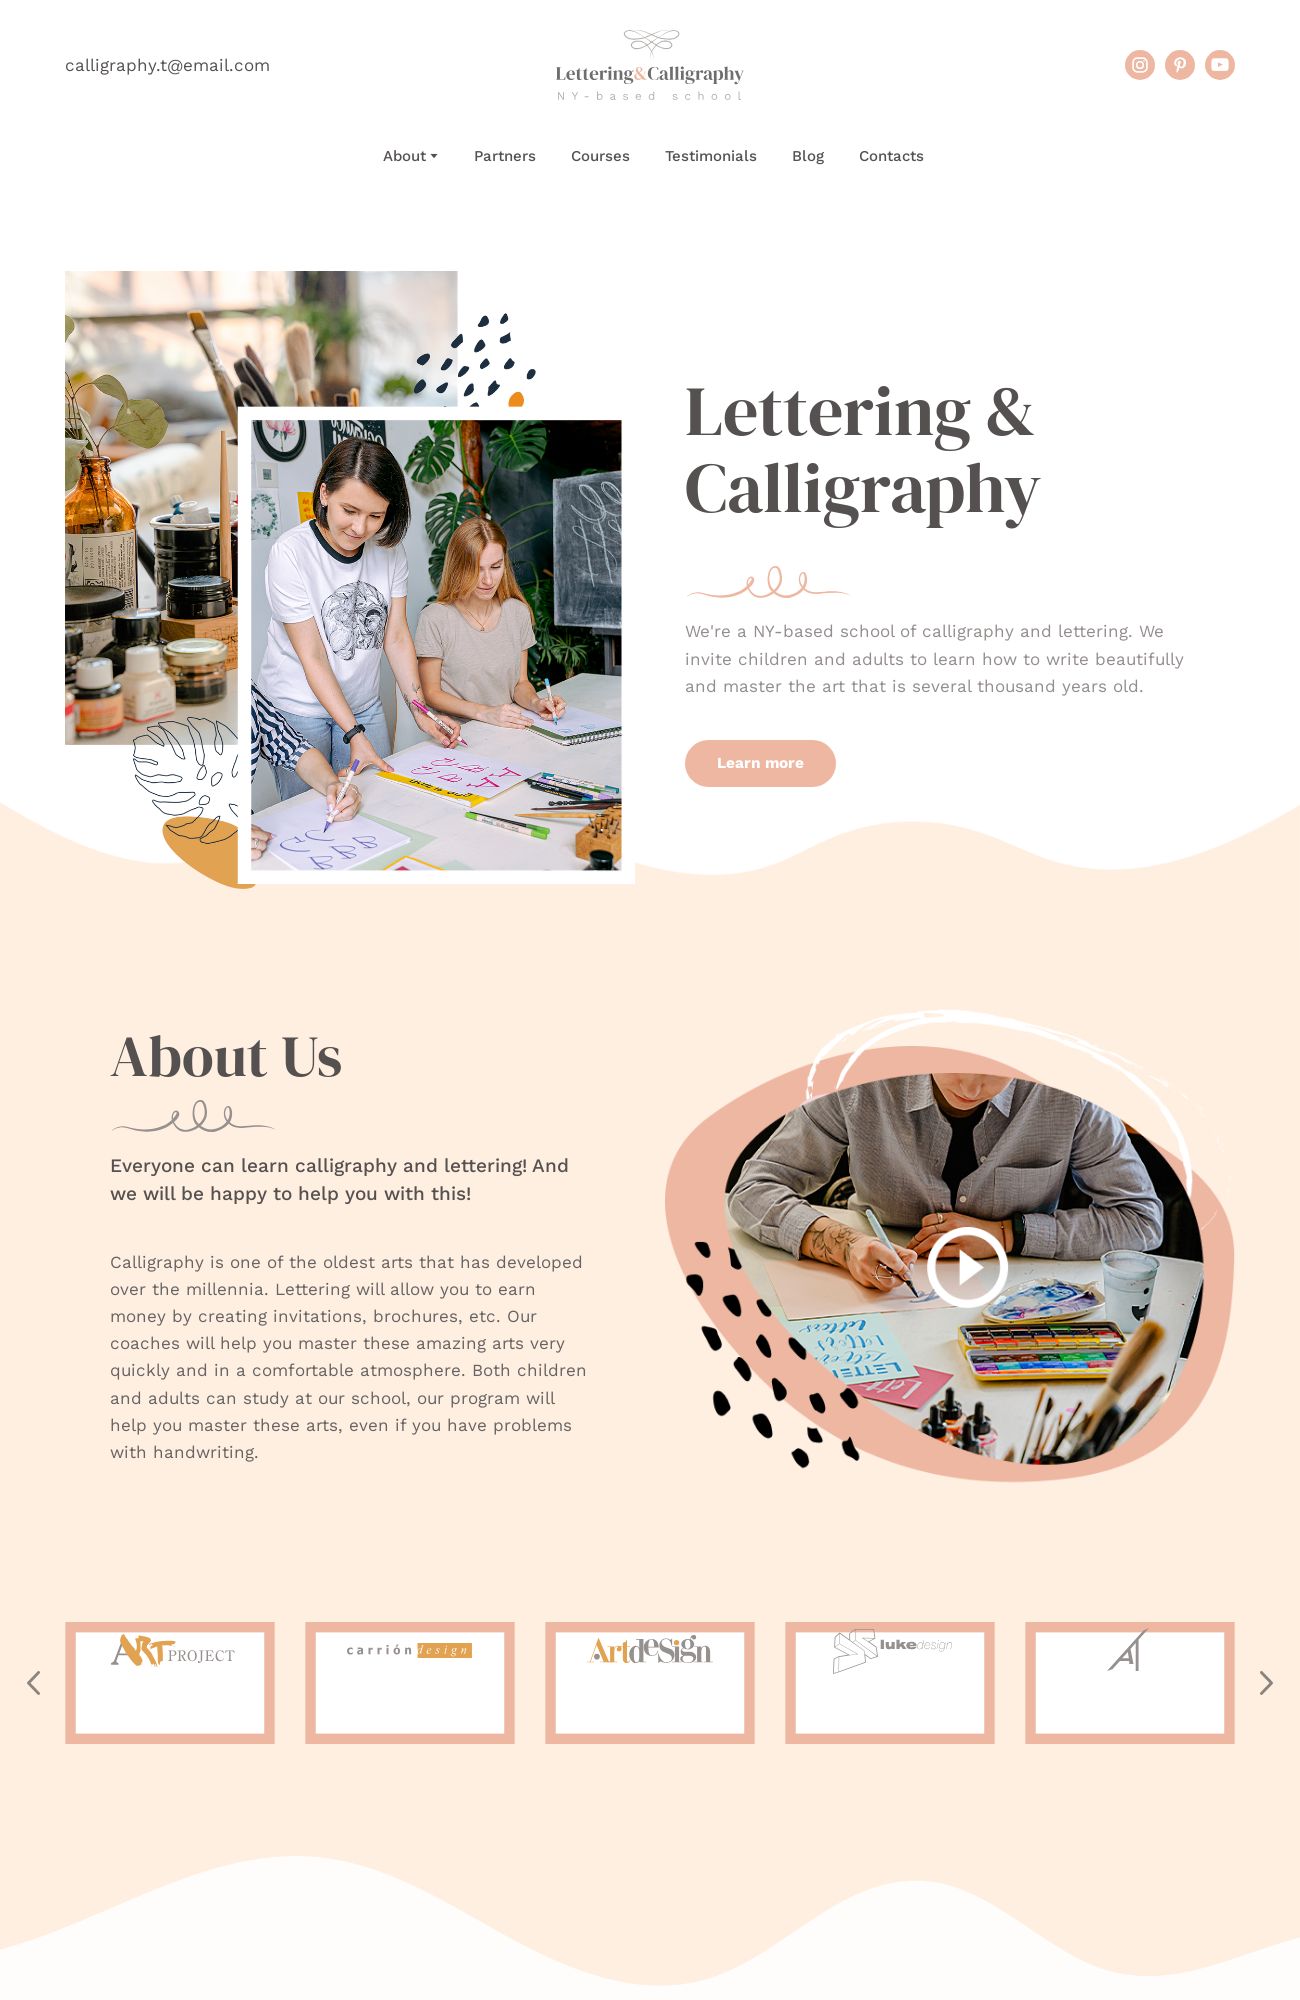 calligraphy.t@email.com
Lettering&Calligraphy
NY-based school
About
Partners
Courses
Testimonials
Blog
Contacts
Lettering &
Calligraphy
We're a NY-based school of calligraphy and lettering. We
invite children and adults to learn how to write beautifully
and master the art that is several thousand years old.
Learn more
About Us
Everyone can learn calligraphy and lettering! And
we will be happy to help you with this!
Calligraphy is one of the oldest arts that has developed
over the millennia. Lettering will allow you to earn
money by creating invitations, brochures, etc. Our
coaches will help you master these amazing arts very
quickly and in a comfortable atmosphere. Both children
and adults can study at our school, our program will
help you master these arts, even if you have problems
with handwriting.
ART PROJECT
carrión design
ArtdeSign
lukedesign